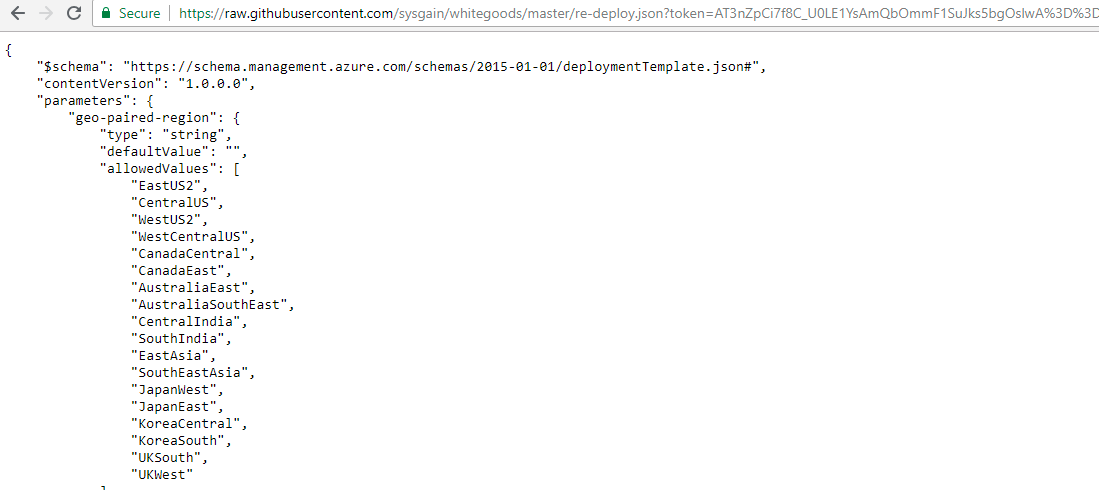 Secure https://raw.githubusercontent.com/sysgain/whitegoods/master/re-deploy.json?token=AT3nZpCi7f8C_U0LE1YsAmQbOmmF1SuJks5bgOslwA%3D%3D
{
"$schema": "https://schema.management.azure.com/schemas/2015-01-01/deploymentTemplate.json#",
"contentVersion": "1.0.0.0",
"parameters": {
"geo-paired-region": {
"type": "string",
"defaultValue": "",
"allowedValues": [
"EastUS2",
"CentralUS",
"WestUS2",
"WestCentralUS",
"CanadaCentral",
"CanadaEast",
"AustraliaEast",
"AustraliaSouthEast",
"CentralIndia",
"SouthIndia",
"EastAsia",
"SouthEastAsia",
"JapanWest",
"JapanEast",
"KoreaCentral",
"KoreaSouth",
"UKSouth",
"UKWest"